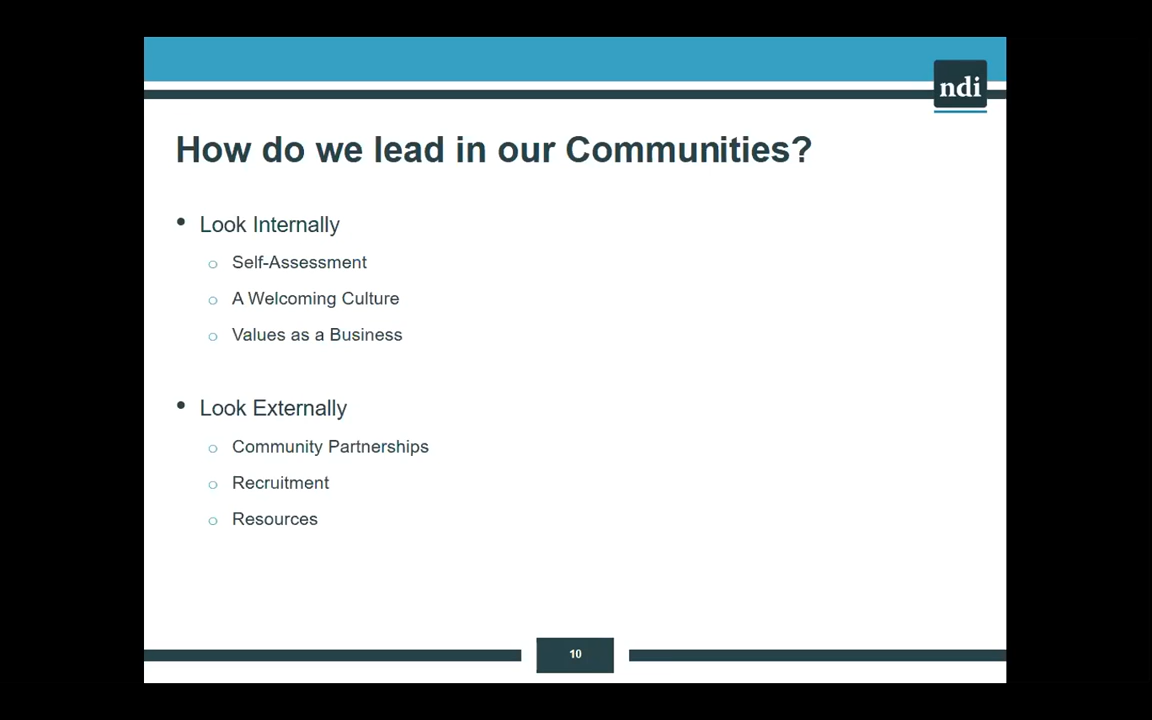 ndi
How do we lead in our Communities?
• Look Internally
o Self-Assessment
o A Welcoming Culture
o Values as a Business
• Look Externally
o Community Partnerships
o Recruitment
o Resources
10